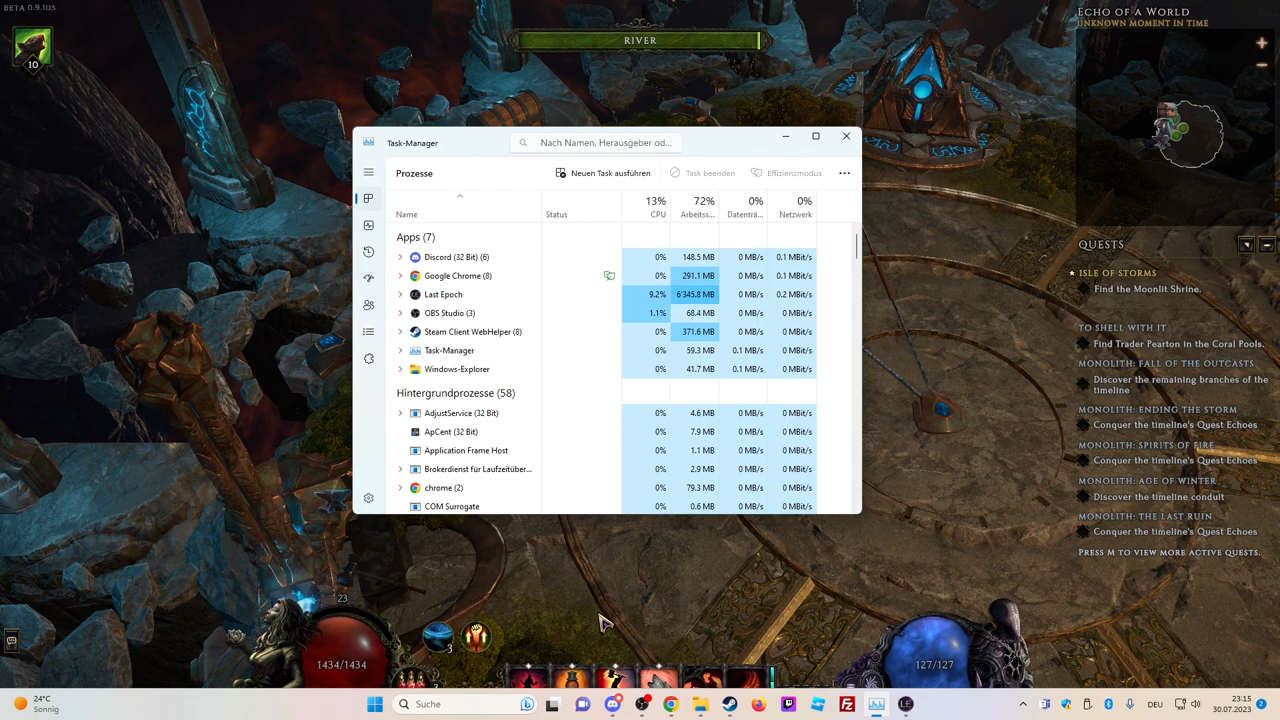 BETA 0.9.103
10
RIVER
ECHO OF A WORLD
UNKNOWN MOMENT IN TIME
Task-Manager
Nach Namen, Herausgeber od...
Prozesse
Neuen Task ausführen
Task beenden
Effizienzmodus
13% 72% 0% 0%
Name Status CPU Arbeitss... Datenträ... Netzwerk
Apps (7)
Discord (32 Bit) (6) 0% 148.5 MB 0 MB/s 0.1 MBit/s
Google Chrome (8) 0% 291.1 MB 0 MB/s 0.1 MBit/s
Last Epoch 9.2% 6'345.8 MB 0 MB/s 0.2 MBit/s
OBS Studio (3) 1.1% 68.4 MB 0 MB/s 0 MBit/s
Steam Client WebHelper (8) 0% 371.6 MB 0 MB/s 0 MBit/s
Task-Manager 0% 59.3 MB 0.1 MB/s 0 MBit/s
Windows-Explorer 0% 41.7 MB 0.1 MB/s 0 MBit/s
Hintergrundprozesse (58)
AdjustService (32 Bit) 0% 4.6 MB 0 MB/s 0 MBit/s
ApCent (32 Bit) 0% 7.9 MB 0 MB/s 0 MBit/s
Application Frame Host 0% 1.1 MB 0 MB/s 0 MBit/s
Brokerdienst für Laufzeitüber... 0% 2.9 MB 0 MB/s 0 MBit/s
chrome (2) 0% 79.3 MB 0 MB/s 0 MBit/s
COM Surrogate 0% 0.6 MB 0 MB/s 0 MBit/s
QUESTS
ISLE OF STORMS
Find the Moonlit Shrine.
TO SHELL WITH IT
Find Trader Pearton in the Coral Pools.
MONOLITH: FALL OF THE OUTCASTS
Discover the remaining branches of the
timeline
MONOLITH: ENDING THE STORM
Conquer the timeline's Quest Echoes
MONOLITH: SPIRITS OF FIRE
Conquer the timeline's Quest Echoes
MONOLITH: AGE OF WINTER
Discover the timeline conduit
MONOLITH: THE LAST RUIN
Conquer the timeline's Quest Echoes
PRESS M TO VIEW MORE ACTIVE QUESTS.
23
1434/1434
3
127/127
24°C
Sonnig
Suche
DEU
23:15
30.07.2023
2